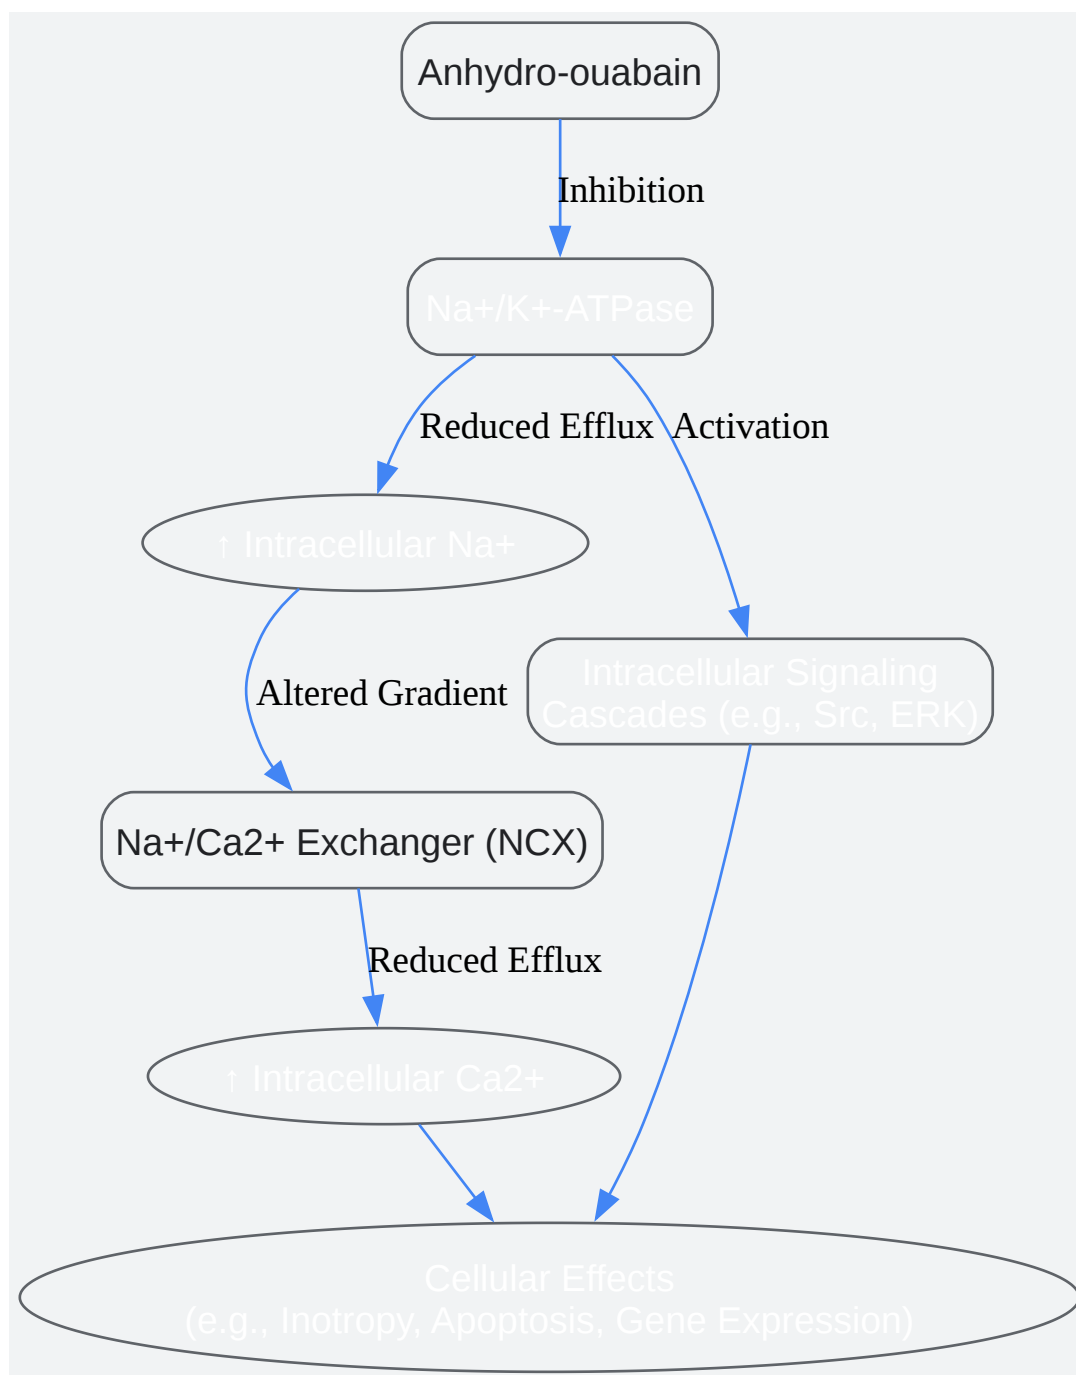 Anhydro-ouabain
Inhibition
Na+/K+-ATPase
Reduced Efflux
Activation
↑ Intracellular Na+
Intracellular Signaling
Cascades (e.g., Src, ERK)
Altered Gradient
Na+/Ca2+ Exchanger (NCX)
Reduced Efflux
↑ Intracellular Ca2+
Cellular Effects
(e.g., Inotropy, Apoptosis, Gene Expression)